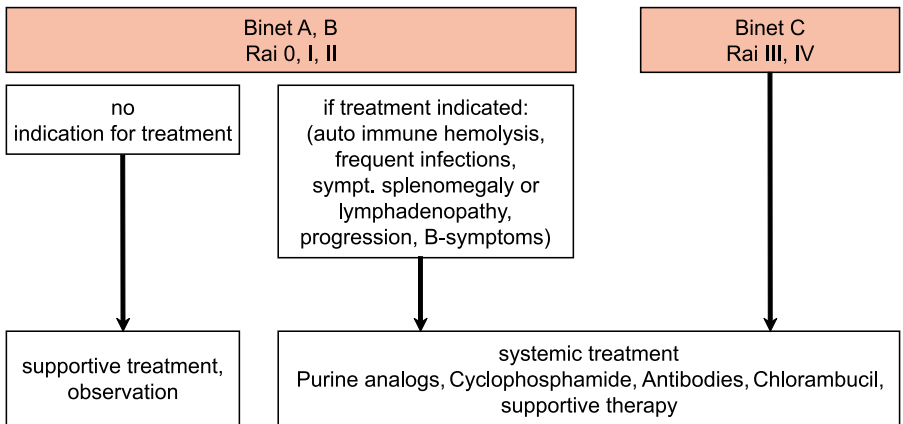 Binet A, B
Rai 0, I, II
Binet C
Rai III, IV
no
indication for treatment
if treatment indicated:
(auto immune hemolysis,
frequent infections,
sympt. splenomegaly or
lymphadenopathy,
progression, B-symptoms)
supportive treatment,
observation
systemic treatment
Purine analogs, Cyclophosphamide, Antibodies, Chlorambucil,
supportive therapy